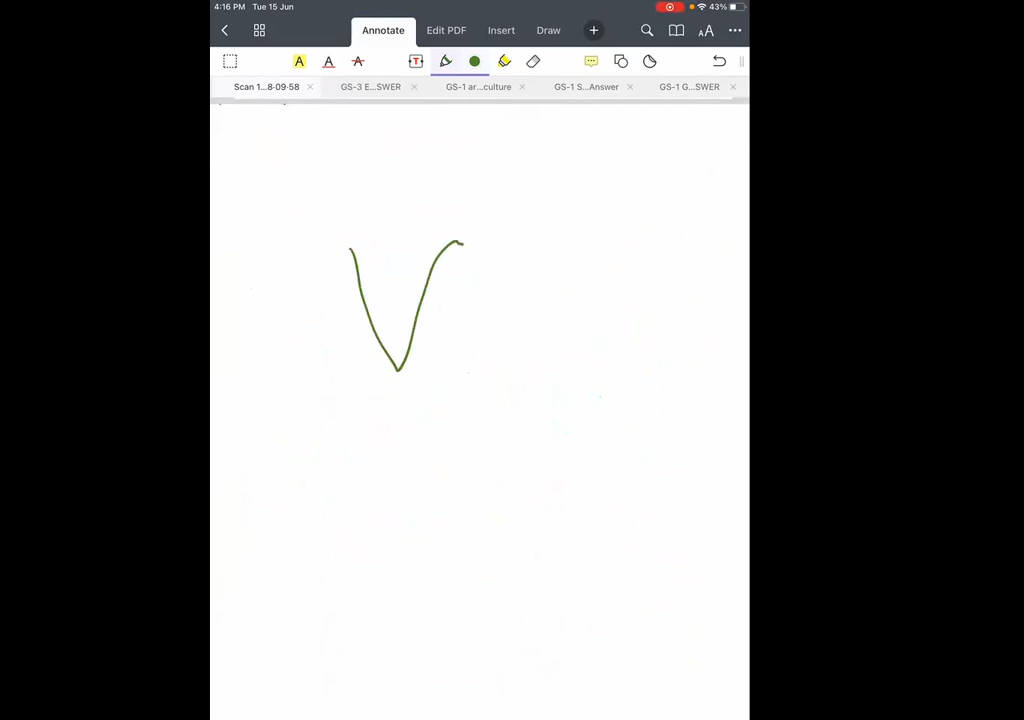 4:16 PM Tue 15 Jun 43%
Annotate Edit PDF Insert Draw + AA
A A A T
Scan 1...8-09-58 GS-3 E...SWER GS-1 ar...culture GS-1 S...Answer GS-1 G...SWER
V